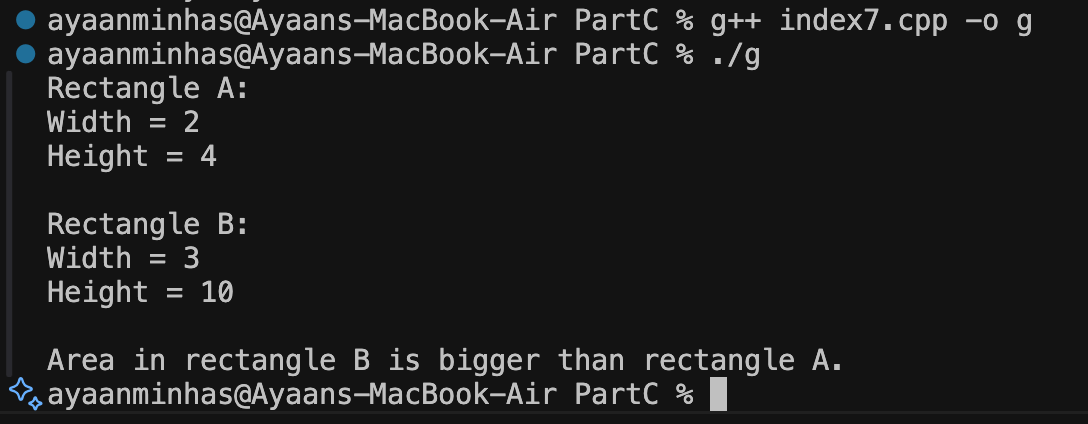 ayaanminhas@Ayaans-MacBook-Air PartC % g++ index7.cpp -o g
ayaanminhas@Ayaans-MacBook-Air PartC % ./g
Rectangle A:
Width = 2
Height = 4
Rectangle B:
Width = 3
Height = 10
Area in rectangle B is bigger than rectangle A.
ayaanminhas@Ayaans-MacBook-Air PartC %